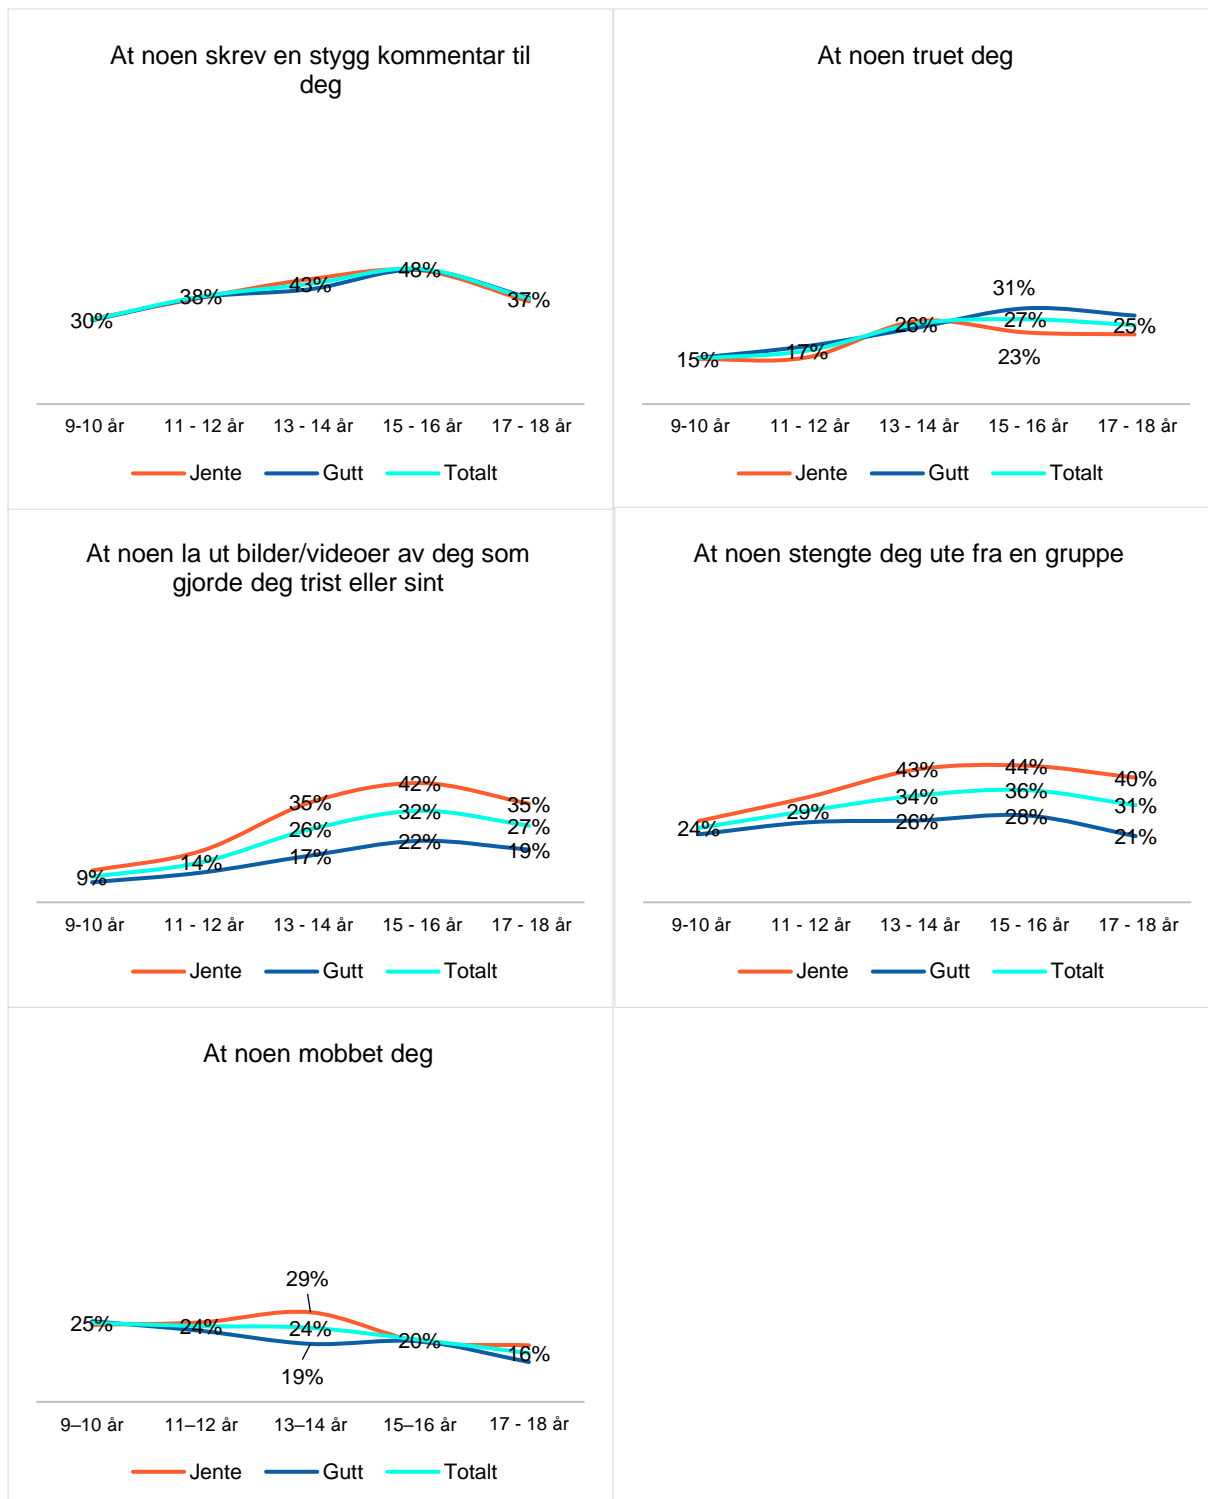 At noen skrev en stygg kommentar til
deg
30%
38%
43%
48%
37%
9-10 år 11 - 12 år 13 - 14 år 15 - 16 år 17 - 18 år
Jente Gutt Totalt
At noen truet deg
31%
15%
17%
26%
27%
25%
23%
9-10 år 11 - 12 år 13 - 14 år 15 - 16 år 17 - 18 år
Jente Gutt Totalt
At noen la ut bilder/videoer av deg som
gjorde deg trist eller sint
35% 42% 35%
9% 14% 26% 32% 27%
17% 22% 19%
9-10 år 11 - 12 år 13 - 14 år 15 - 16 år 17 - 18 år
Jente Gutt Totalt
At noen stengte deg ute fra en gruppe
43% 44% 40%
24% 29% 34% 36% 31%
26% 28% 21%
9-10 år 11 - 12 år 13 - 14 år 15 - 16 år 17 - 18 år
Jente Gutt Totalt
At noen mobbet deg
29%
25% 24% 24% 20% 16%
19%
9–10 år 11–12 år 13–14 år 15–16 år 17 - 18 år
Jente Gutt Totalt